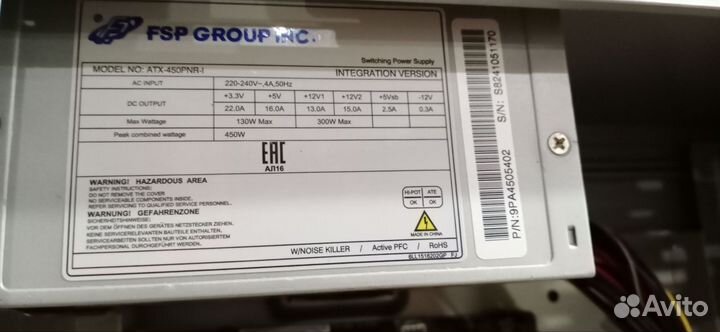 FSP GROUP INC.
Switching Power Supply
MODEL NO: ATX-450PNR-I INTEGRATION VERSION
AC INPUT 220-240V~,4A,50Hz
DC OUTPUT +3.3V +5V +12V1 +12V2 +5Vsb -12V
22.0A 16.0A 13.0A 15.0A 2.5A 0.3A
Max Wattage 130W Max 300W Max
Peak combined wattage 450W
EAC
АЛ16
WARNING! HAZARDOUS AREA
SAFETY INSTRUCTIONS:
DO NOT REMOVE THE COVER
NO SERVICEABLE COMPONENTS INSIDE.
REFER SERVICING TO QUALIFIED SERVICE PERSONNEL.
WARNUNG! GEFAHRENZONE
SICHERHEITSHINWEISE:
VOR DEM ÖFFNEN DES GERÄTES NETZSTECKER ZIEHEN.
KEINE SERVICERELEVANTEN BAUTEILE ENTHALTEN.
SERVICEARBEITEN SOLLTEN NUR VON AUTORISIERTEM
FACHPERSONAL DURCHGEFÜHRT WERDEN.
HI-POT ATE
OK OK
MADE IN CHINA
W/NOISE KILLER / Active PFC / RoHS
S/N: S8241051170
P/N:9PA4505402
Avito